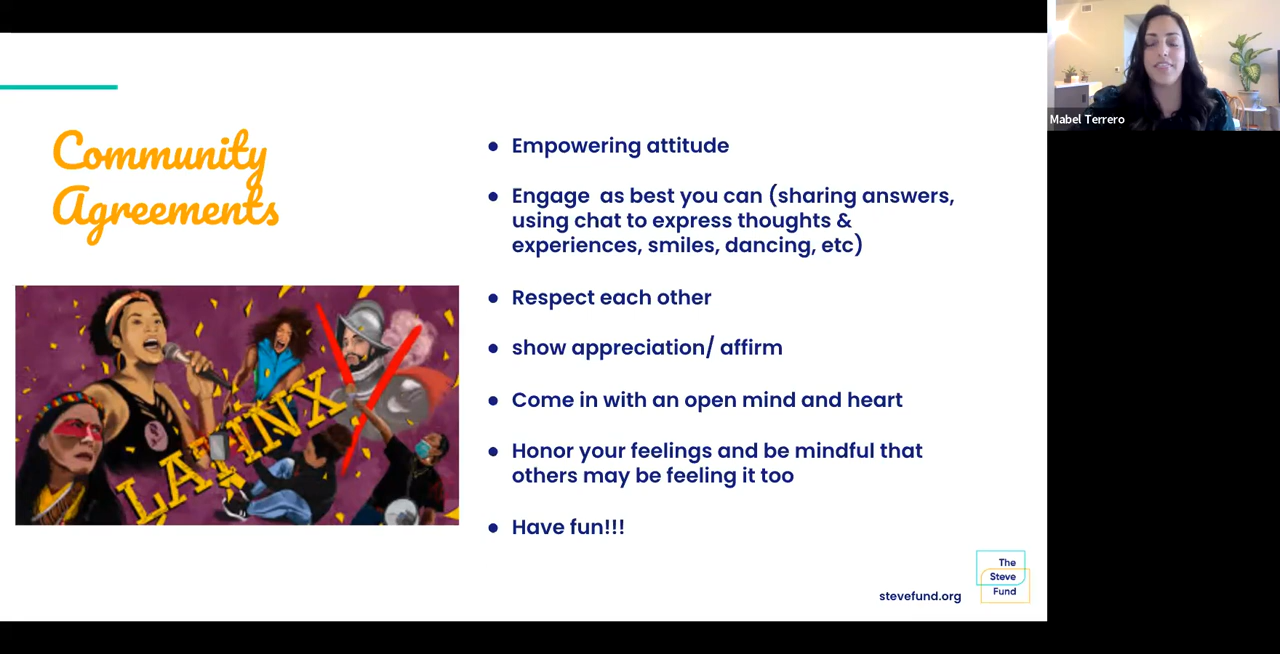 Community
Agreements
LATINX
● Empowering attitude
● Engage  as best you can (sharing answers,
using chat to express thoughts &
experiences, smiles, dancing, etc)
● Respect each other
● show appreciation/ affirm
● Come in with an open mind and heart
● Honor your feelings and be mindful that
others may be feeling it too
● Have fun!!!
stevefund.org
The
Steve
Fund
Mabel Terrero